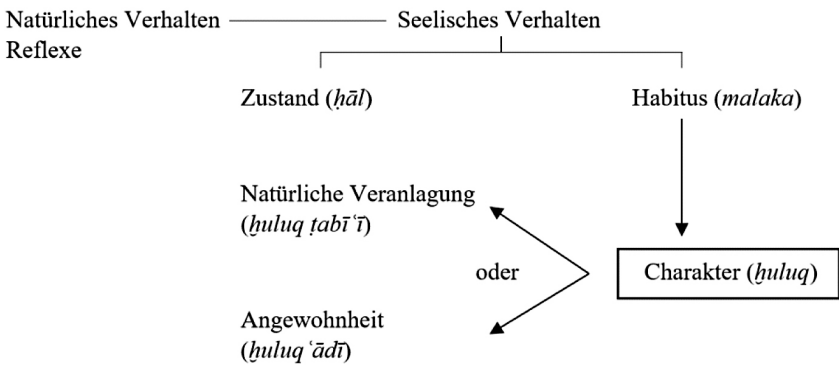 Natürliches Verhalten Seelisches Verhalten
Reflexe
Zustand (ḥāl) Habitus (malaka)
Natürliche Veranlagung
(ḫuluq ṭabīʿī)
oder Charakter (ḫuluq)
Angewohnheit
(ḫuluq ʿādī)